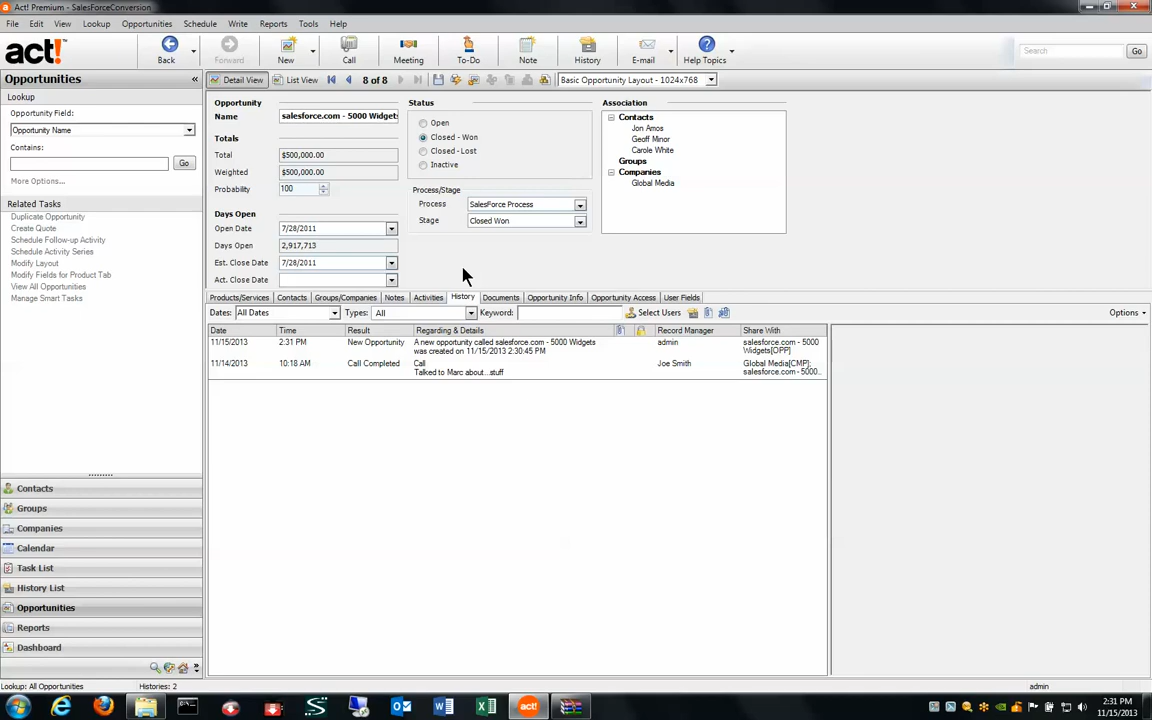 Act! Premium - SalesForceConversion
File Edit View Lookup Opportunities Schedule Write Reports Tools Help
act!
Back Forward New Call Meeting To-Do Note History E-mail Help Topics Search Go
Opportunities «
Lookup
Opportunity Field:
Opportunity Name
Contains:
Go
More Options...
Related Tasks
Duplicate Opportunity
Create Quote
Schedule Follow-up Activity
Schedule Activity Series
Modify Layout
Modify Fields for Product Tab
View All Opportunities
Manage Smart Tasks
Contacts
Groups
Companies
Calendar
Task List
History List
Opportunities
Reports
Dashboard
Detail View List View 8 of 8 Basic Opportunity Layout - 1024x768
Opportunity
Name salesforce.com - 5000 Widgets
Totals
Total $500,000.00
Weighted $500,000.00
Probability 100
Days Open
Open Date 7/28/2011
Days Open 2,917,713
Est. Close Date 7/28/2011
Act. Close Date
Status
Open
Closed - Won
Closed - Lost
Inactive
Process/Stage
Process SalesForce Process
Stage Closed Won
Association
Contacts
Jon Amos
Geoff Minor
Carole White
Groups
Companies
Global Media
Products/Services Contacts Groups/Companies Notes Activities History Documents Opportunity Info Opportunity Access User Fields
Dates: All Dates Types: All Keyword: Select Users Options
Date Time Result Regarding & Details Record Manager Share With
11/15/2013 2:31 PM New Opportunity A new opportunity called salesforce.com - 5000 Widgets admin salesforce.com - 5000
was created on 11/15/2013 2:30:45 PM Widgets[OPP]
11/14/2013 10:18 AM Call Completed Call Joe Smith Global Media[CMP];
Talked to Marc about...stuff salesforce.com - 5000...
Lookup: All Opportunities Histories: 2 admin
act!
2:31 PM
11/15/2013